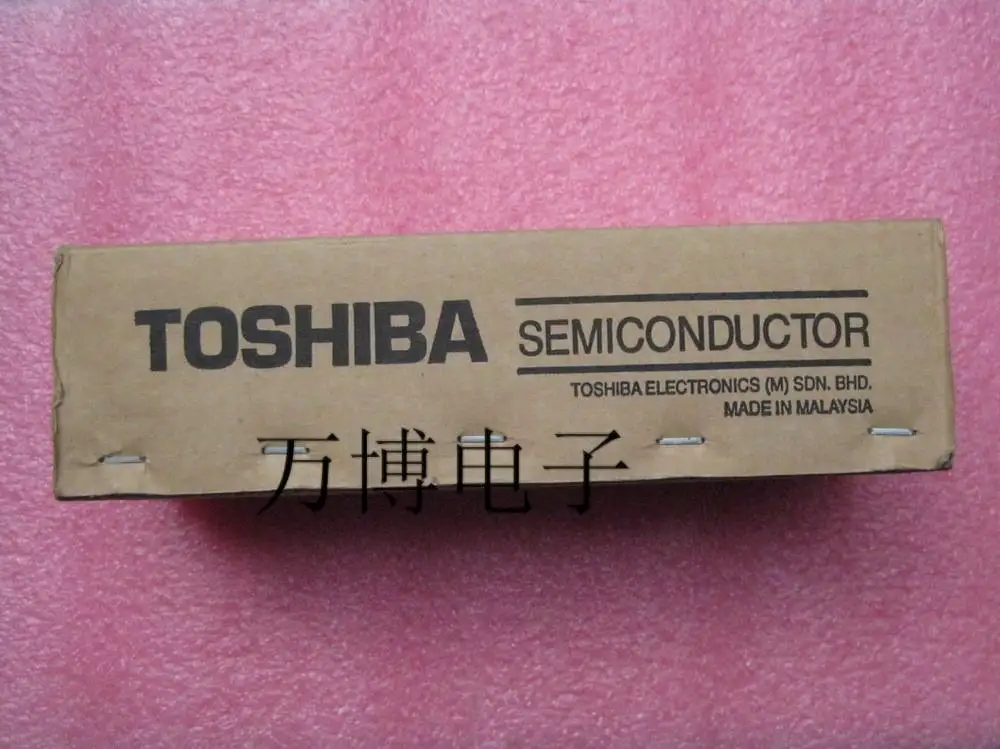 TOSHIBA
SEMICONDUCTOR
TOSHIBA ELECTRONICS (M) SDN. BHD.
MADE IN MALAYSIA
万博电子